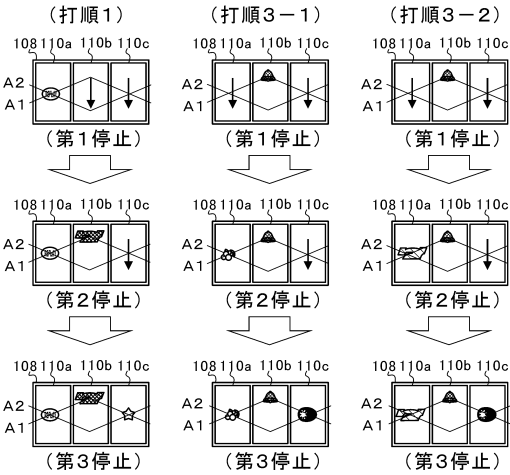 (打順1) (打順3-1) (打順3-2)
108 110a 110b 110c 108 110a 110b 110c 108 110a 110b 110c
A2 A2 A2
A1 A1 A1
(第1停止) (第1停止) (第1停止)
108 110a 110b 110c 108 110a 110b 110c 108 110a 110b 110c
A2 A2 A2
A1 A1 A1
(第2停止) (第2停止) (第2停止)
108 110a 110b 110c 108 110a 110b 110c 108 110a 110b 110c
A2 A2 A2
A1 A1 A1
(第3停止) (第3停止) (第3停止)